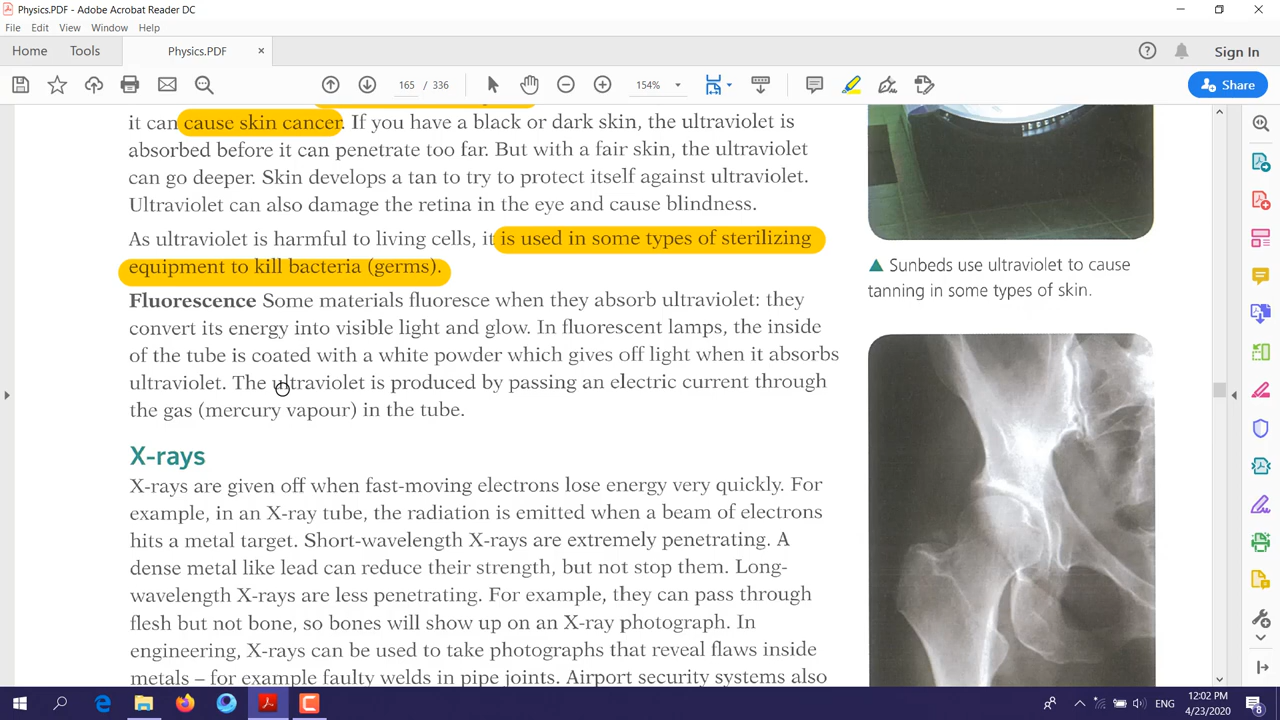 Physics.PDF - Adobe Acrobat Reader DC
File Edit View Window Help
Home Tools Physics.PDF × Sign In
165 / 336 154% Share
it can cause skin cancer. If you have a black or dark skin, the ultraviolet is
absorbed before it can penetrate too far. But with a fair skin, the ultraviolet
can go deeper. Skin develops a tan to try to protect itself against ultraviolet.
Ultraviolet can also damage the retina in the eye and cause blindness.
As ultraviolet is harmful to living cells, it is used in some types of sterilizing
equipment to kill bacteria (germs).
Fluorescence Some materials fluoresce when they absorb ultraviolet: they
convert its energy into visible light and glow. In fluorescent lamps, the inside
of the tube is coated with a white powder which gives off light when it absorbs
ultraviolet. The ultraviolet is produced by passing an electric current through
the gas (mercury vapour) in the tube.
X-rays
X-rays are given off when fast-moving electrons lose energy very quickly. For
example, in an X-ray tube, the radiation is emitted when a beam of electrons
hits a metal target. Short-wavelength X-rays are extremely penetrating. A
dense metal like lead can reduce their strength, but not stop them. Long-
wavelength X-rays are less penetrating. For example, they can pass through
flesh but not bone, so bones will show up on an X-ray photograph. In
engineering, X-rays can be used to take photographs that reveal flaws inside
metals – for example faulty welds in pipe joints. Airport security systems also
▲ Sunbeds use ultraviolet to cause
tanning in some types of skin.
ENG
12:02 PM
4/23/2020
8